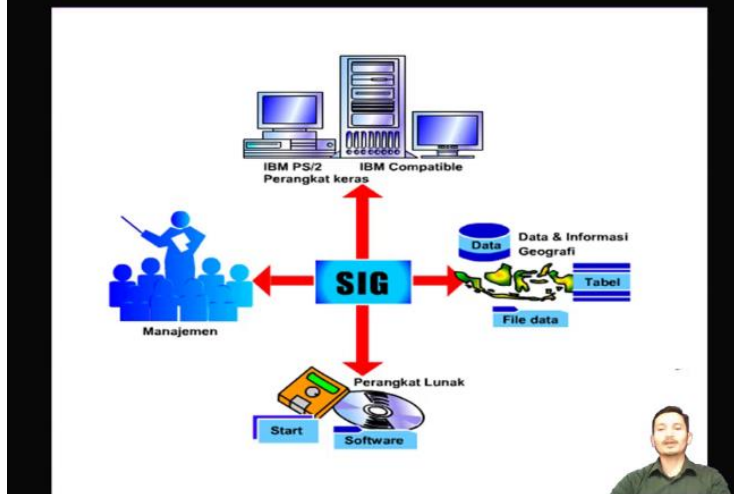 IBM PS/2 IBM Compatible
Perangkat keras
Data
Data & Informasi
Geografi
SIG
Tabel
File data
Manajemen
Perangkat Lunak
Start
Software